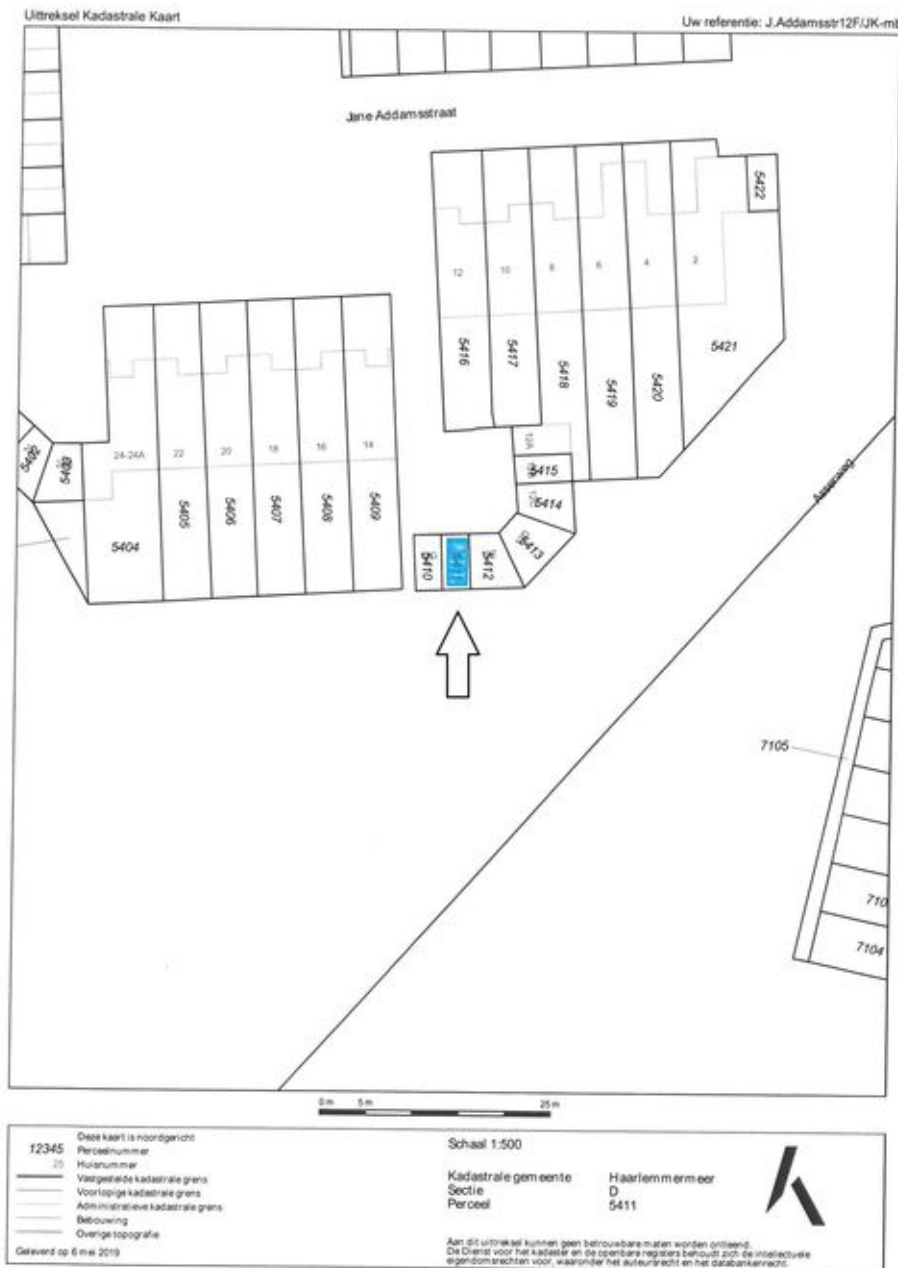 Uittreksel Kadastrale Kaart
Uw referentie: J.Addamsstr12F/JK-mb
Jane Addamsstraat
5422
12
10
8
6
4
2
5416
5417
5418
5419
5420
5421
12A
5415
5414
5413
5412
5410
24-24A
22
20
18
16
14
5402
5403
5404
5405
5406
5407
5408
5409
Asserweg
7105
710
7104
0 m 5 m 25 m
Deze kaart is noordgericht
12345 Perceelnummer
25 Huisnummer
Vastgestelde kadastrale grens
Voorlopige kadastrale grens
Administratieve kadastrale grens
Bebouwing
Overige topografie
Geleverd op 6 mei 2019
Schaal 1:500
Kadastrale gemeente Haarlemmermeer
Sectie D
Perceel 5411
Aan dit uittreksel kunnen geen betrouwbare maten worden ontleend.
De Dienst voor het kadaster en de openbare registers behoudt zich de intellectuele
eigendomsrechten voor, waaronder het auteursrecht en het databankenrecht.